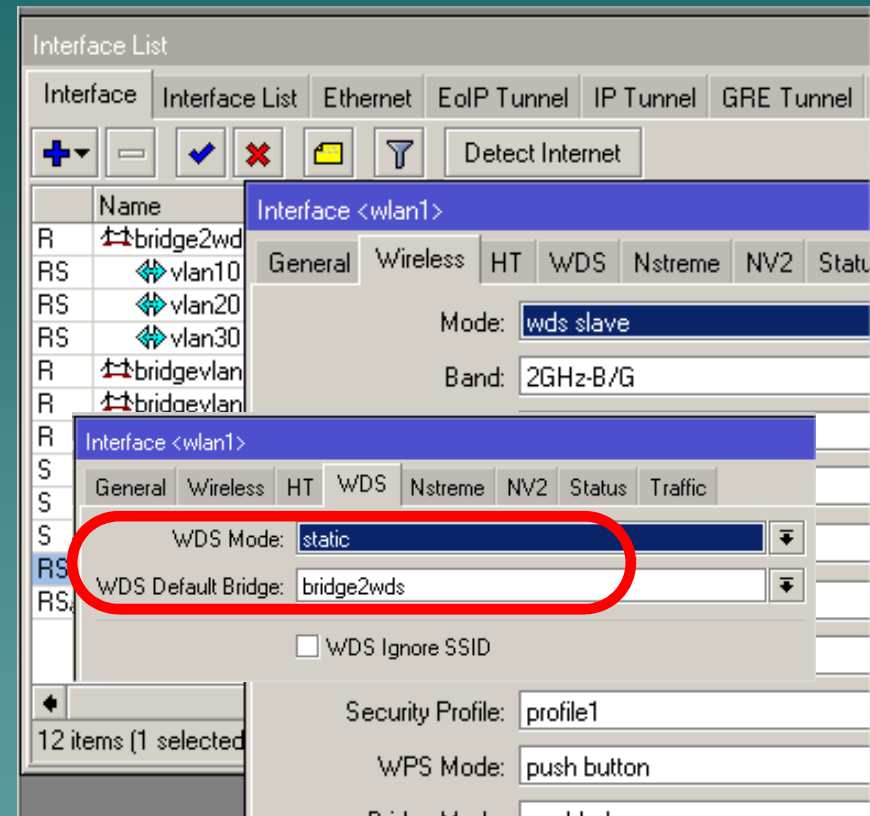 Interface List
Interface Interface List Ethernet EoIP Tunnel IP Tunnel GRE Tunnel
Detect Internet
Name
R bridge2wd
RS vlan10
RS vlan20
RS vlan30
R bridgevlan
R bridgevlan
R
S
S
S
RS
RS
12 items (1 selected
Interface <wlan1>
General Wireless HT WDS Nstreme NV2 Statu
Mode: wds slave
Band: 2GHz-B/G
Interface <wlan1>
General Wireless HT WDS Nstreme NV2 Status Traffic
WDS Mode: static
WDS Default Bridge: bridge2wds
WDS Ignore SSID
Security Profile: profile1
WPS Mode: push button